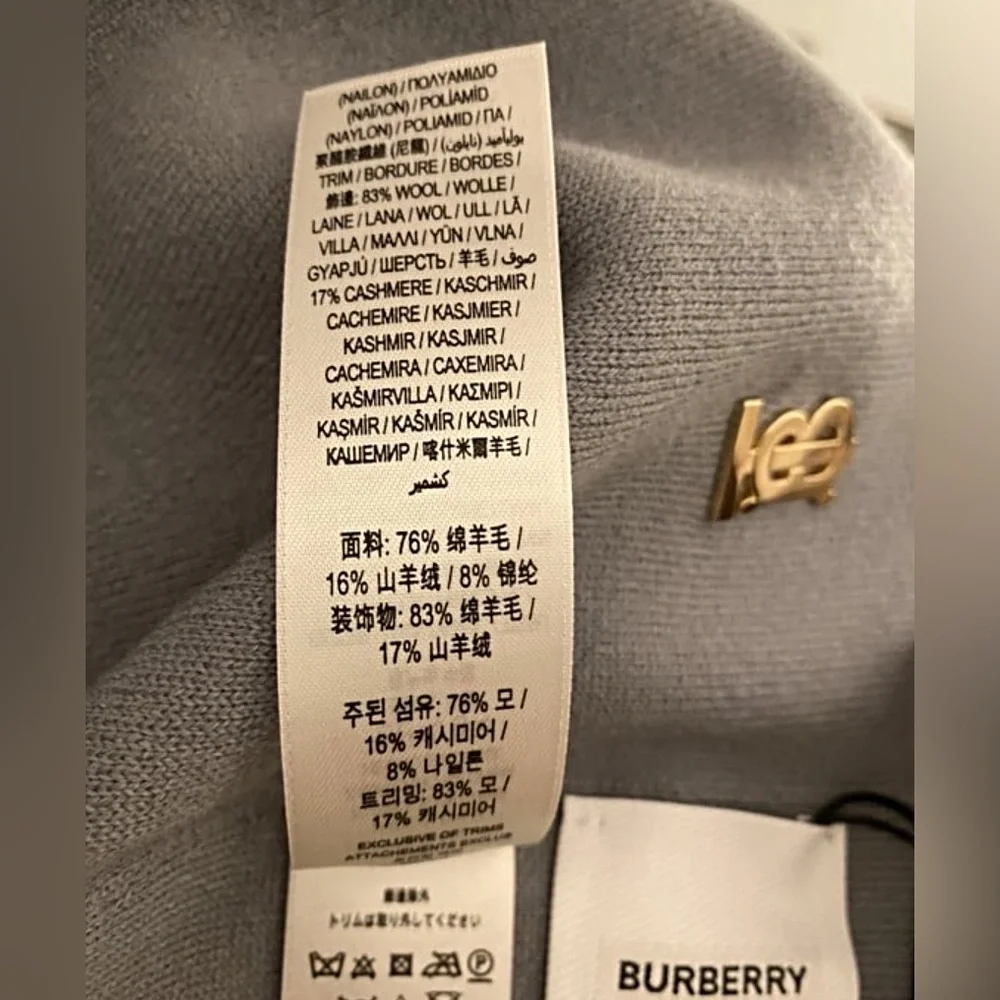 (NAILON) / ΠΟΛΥΑΜΙΔΙΟ
(ΝΑΪΛΟΝ) / POLÍAMÍD
(NAYLON) / POLIAMID / ПА /
聚醯胺纖維 (尼龍) / بولياميد (نايلون) /
TRIM / BORDURE / BORDES /
飾邊: 83% WOOL / WOLLE /
LAINE / LANA / WOL / ULL / LÃ /
VILLA / ΜΑΛΛΙ / YÜN / VLNA /
GYAPJÚ / ШЕРСТЬ / 羊毛 / صوف /
17% CASHMERE / KASCHMIR /
CACHEMIRE / KASJMIER /
KASHMIR / KASJMIR /
CACHEMIRA / CAXEMIRA /
KAŠMIRVILLA / ΚΑΣΜΙΡΙ /
KAŞMİR / KAŠMÍR / KASMÍR /
КАШЕМИР / 喀什米爾羊毛 /
كشمير
面料: 76% 绵羊毛 /
16% 山羊绒 / 8% 锦纶
装饰物: 83% 绵羊毛 /
17% 山羊绒
주된 섬유: 76% 모 /
16% 캐시미어 /
8% 나일론
트리밍: 83% 모 /
17% 캐시미어
EXCLUSIVE OF TRIMS
ATTACHEMENTS EXCLUS
トリムは取り外してください
BURBERRY